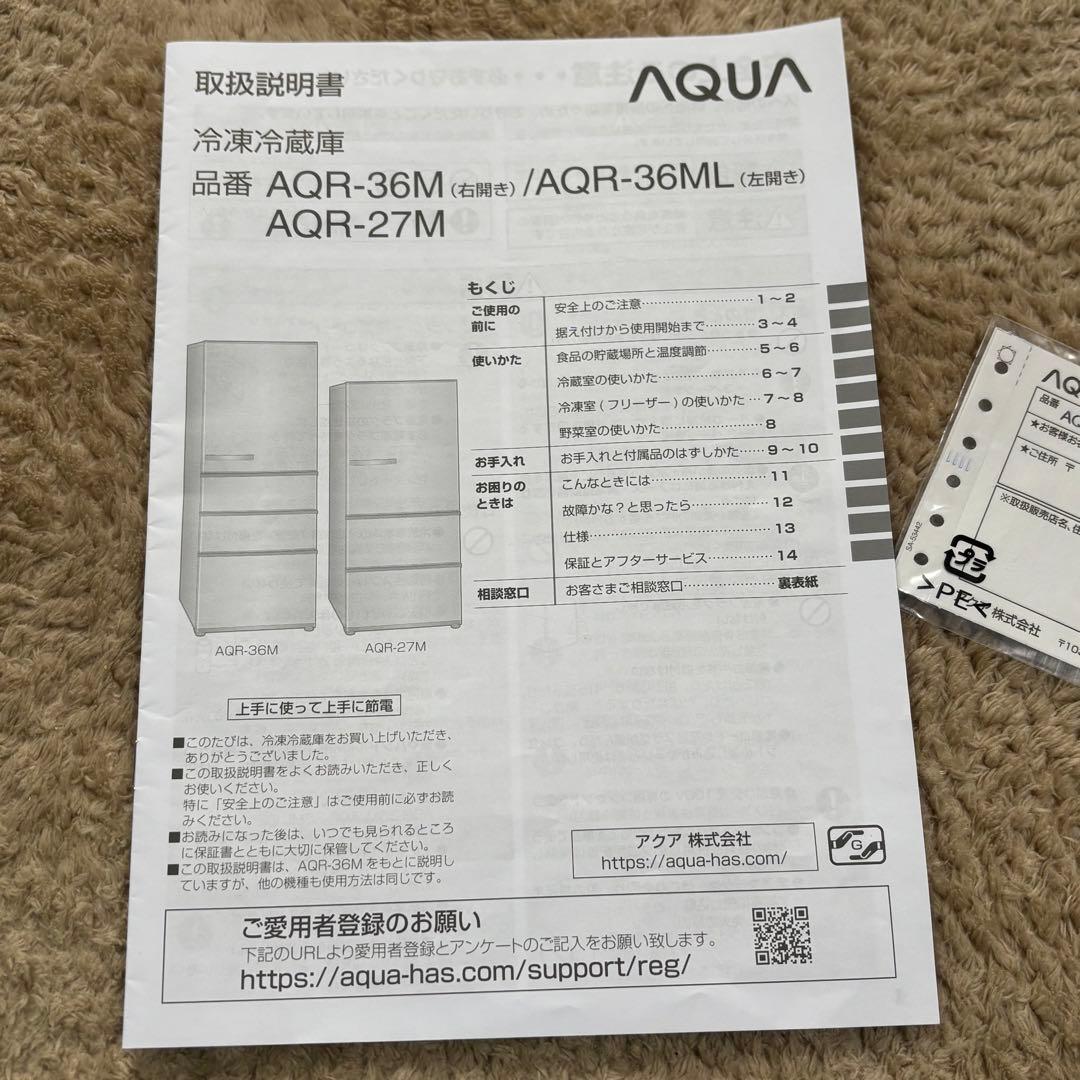 取扱説明書
AQUA
冷凍冷蔵庫
品番 AQR-36M(右開き)/AQR-36ML(左開き)
AQR-27M
もくじ
ご使用の前に
安全上のご注意…………………………1～2
据え付けから使用開始まで…………3～4
使いかた
食品の貯蔵場所と温度調節…………5～6
冷蔵室の使いかた………………………6～7
冷凍室(フリーザー)の使いかた…7～8
野菜室の使いかた………………………8
お手入れ
お手入れと付属品のはずしかた……9～10
お困りのときは
こんなときには…………………………11
故障かな?と思ったら…………………12
仕様………………………………………13
保証とアフターサービス………………14
相談窓口
お客さまご相談窓口……………………裏表紙
AQR-36M
AQR-27M
上手に使って上手に節電
■このたびは、冷凍冷蔵庫をお買い上げいただき、
ありがとうございました。
■この取扱説明書をよくお読みいただき、正しく
お使いください。
特に「安全上のご注意」はご使用前に必ずお読
みください。
■お読みになった後は、いつでも見られるところ
に保証書とともに大切に保管してください。
■この取扱説明書は、AQR-36Mをもとに説明し
ていますが、他の機種も使用方法は同じです。
アクア 株式会社
https://aqua-has.com/
G
ご愛用者登録のお願い
下記のURLより愛用者登録とアンケートのご記入をお願い致します。
https://aqua-has.com/support/reg/
品番
★ご住所 〒
SA-53442
プラ
>PE<
株式会社